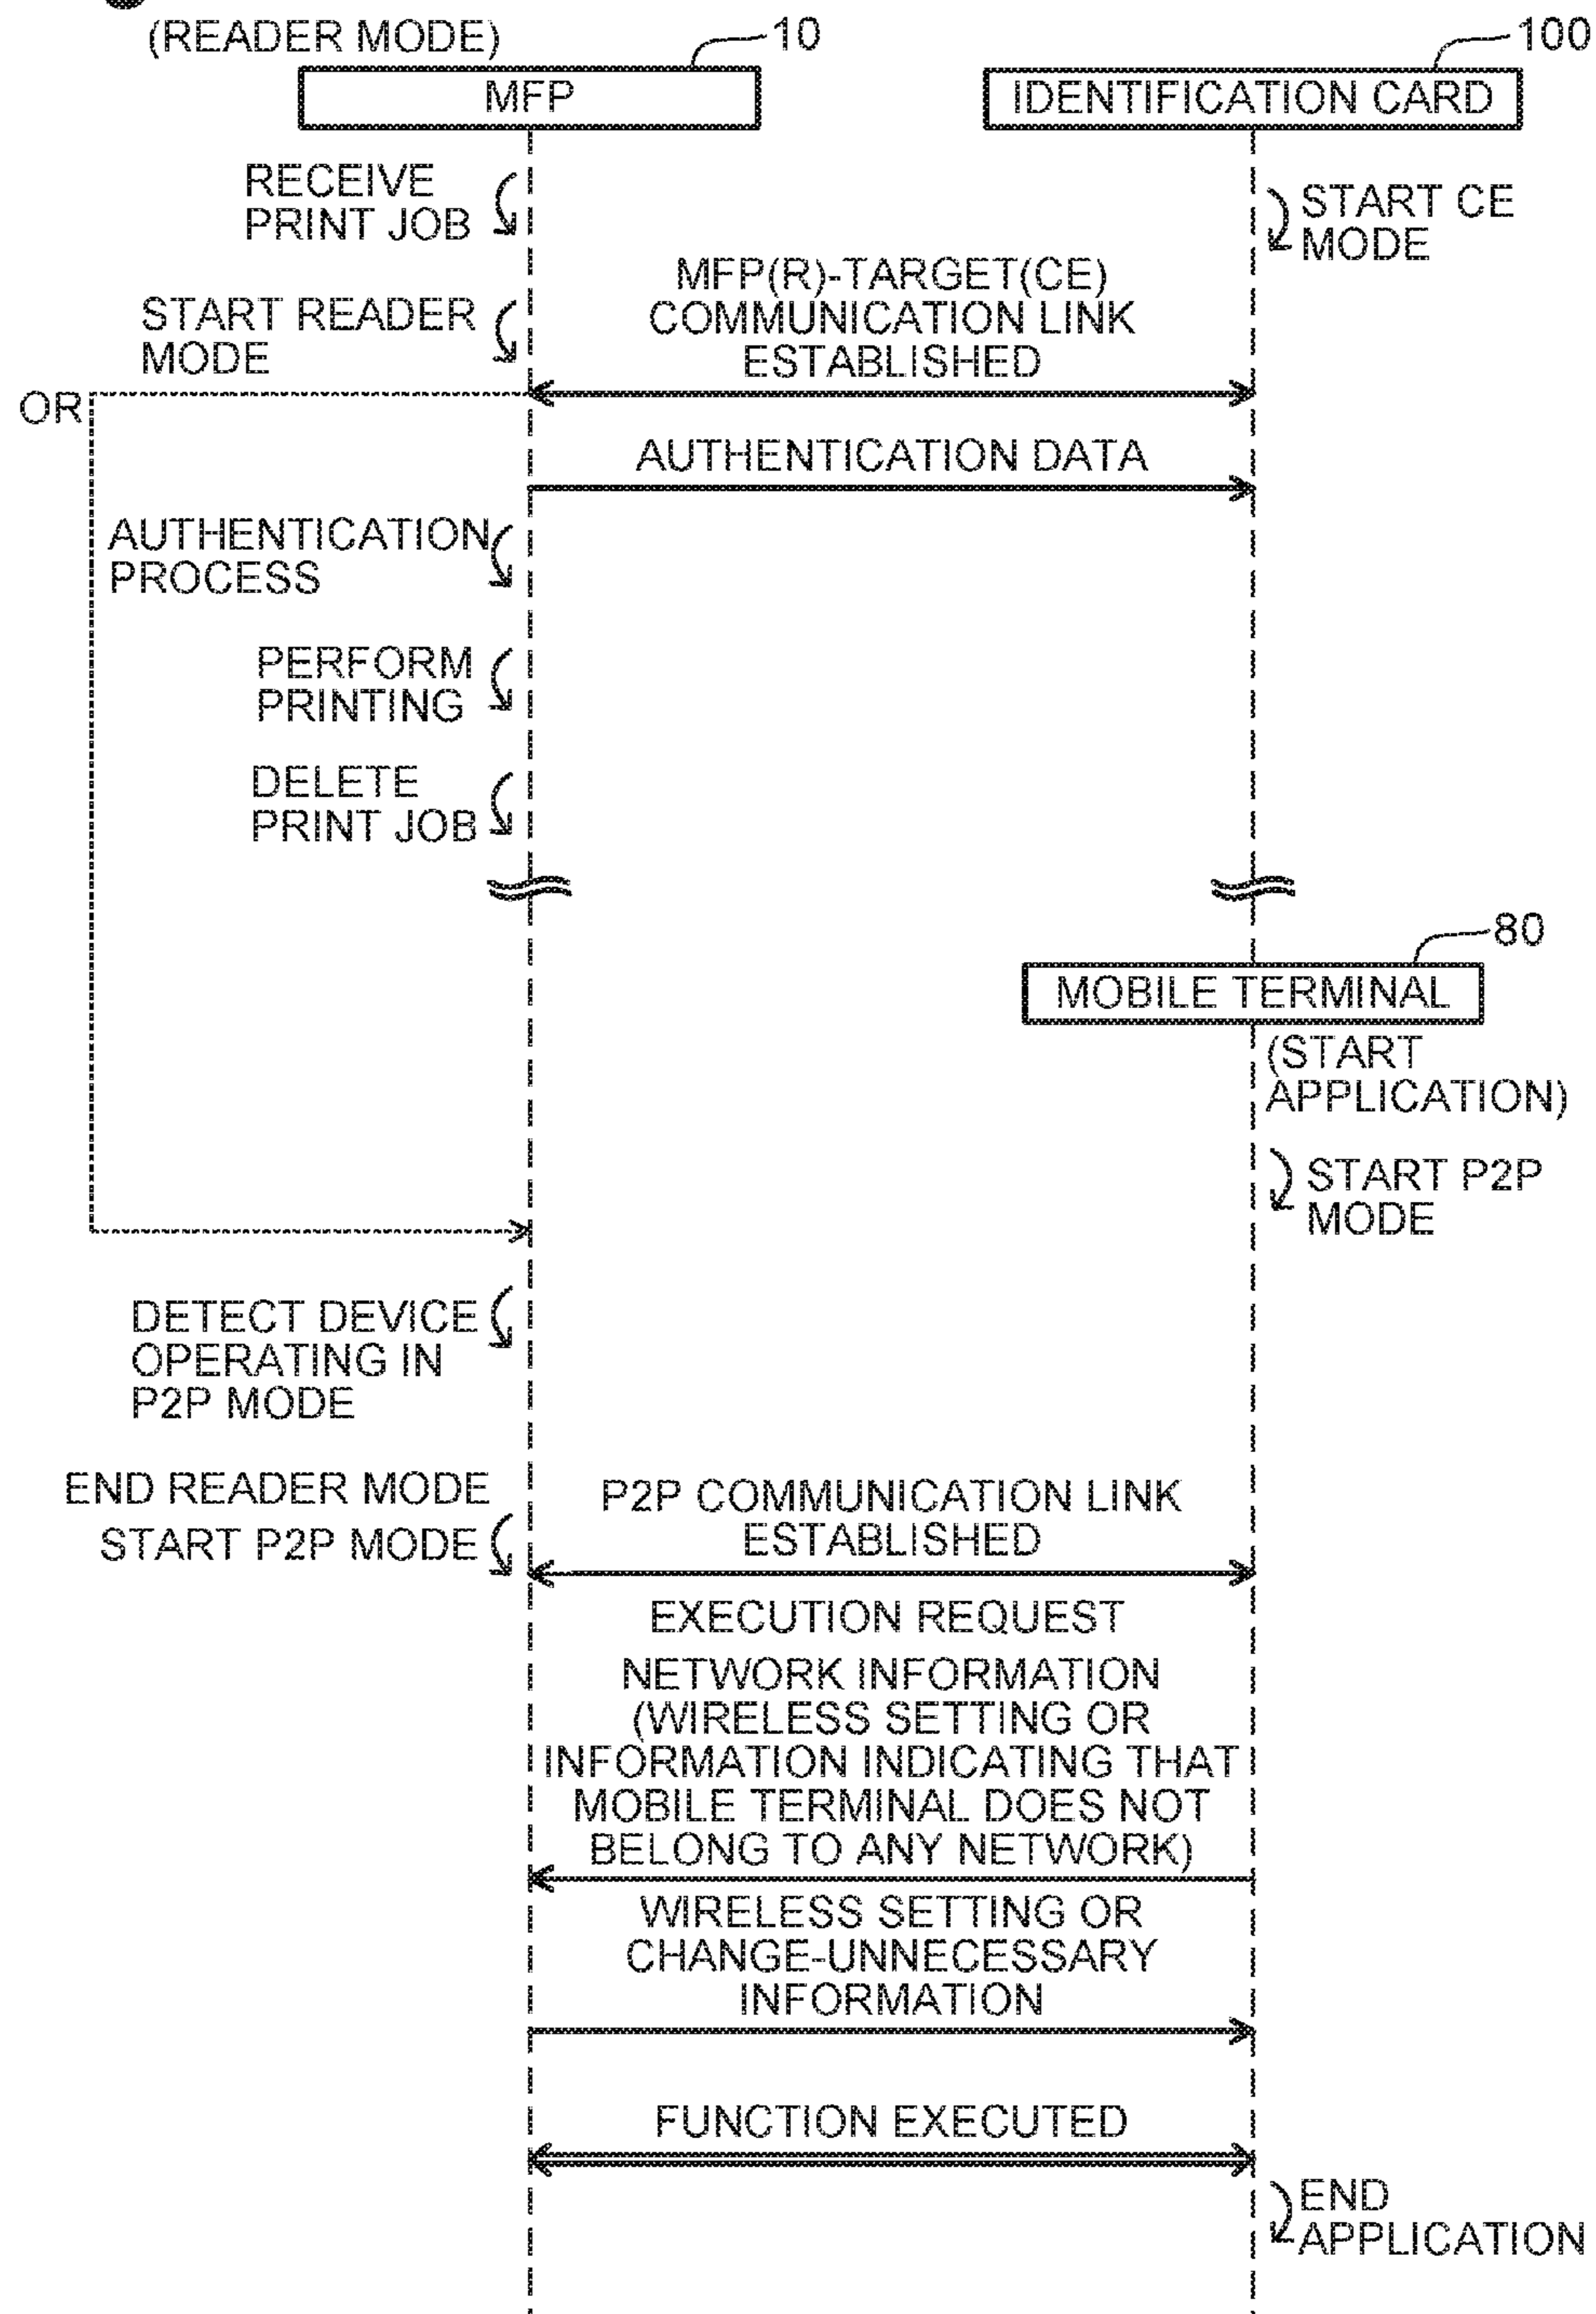 (READER MODE)
10
100
MFP
IDENTIFICATION CARD
RECEIVE
PRINT JOB
START CE
MODE
MFP(R)-TARGET(CE)
COMMUNICATION LINK
ESTABLISHED
START READER
MODE
OR
AUTHENTICATION DATA
AUTHENTICATION
PROCESS
PERFORM
PRINTING
DELETE
PRINT JOB
80
MOBILE TERMINAL
(START
APPLICATION)
START P2P
MODE
DETECT DEVICE
OPERATING IN
P2P MODE
END READER MODE
START P2P MODE
P2P COMMUNICATION LINK
ESTABLISHED
EXECUTION REQUEST
NETWORK INFORMATION
(WIRELESS SETTING OR
INFORMATION INDICATING THAT
MOBILE TERMINAL DOES NOT
BELONG TO ANY NETWORK)
WIRELESS SETTING OR
CHANGE-UNNECESSARY
INFORMATION
FUNCTION EXECUTED
END
APPLICATION